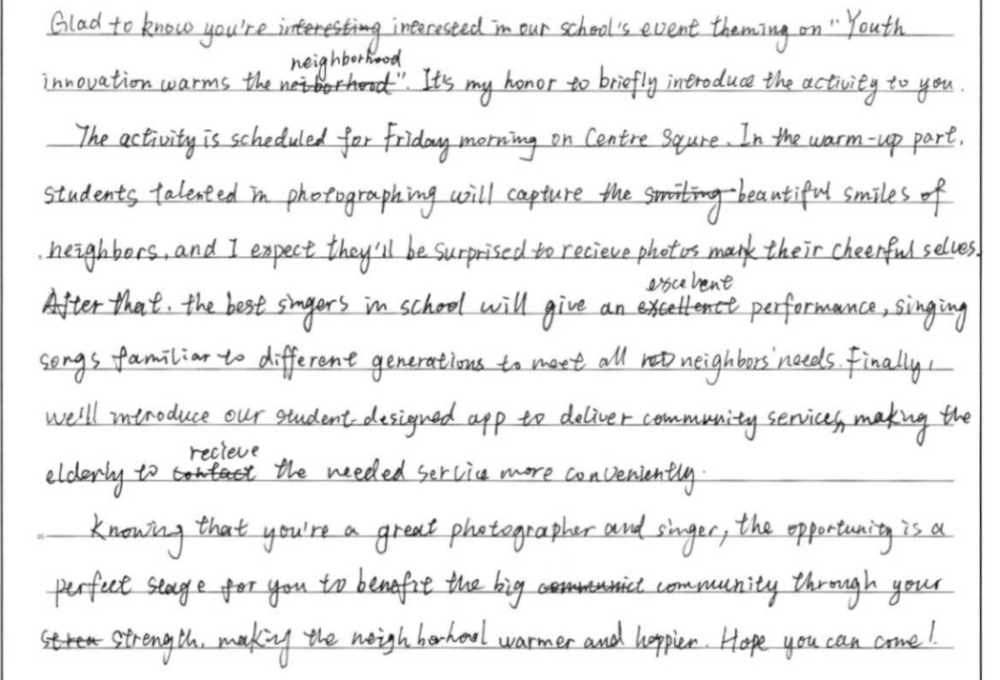 Glad to know you're interesting interested in our school's event theming on "Youth
neighborhood
innovation warms the neiborhood". It's my honor to briefly introduce the activity to you.
The activity is scheduled for Friday morning on Centre Squre. In the warm-up part,
students talented in photographing will capture the smiling beautiful smiles of
neighbors, and I expect they'll be surprised to recieve photos mark their cheerful selves.
excellent
After that, the best singers in school will give an excellent performance, singing
songs familiar to different generations to meet all neighbors' needs. Finally,
we'll introduce our student-designed app to deliver community services, making the
recieve
elderly to contact the needed service more conveniently.
Knowing that you're a great photographer and singer, the opportunity is a
perfect stage for you to benefit the big community through your
strength, making the neighborhood warmer and happier. Hope you can come!